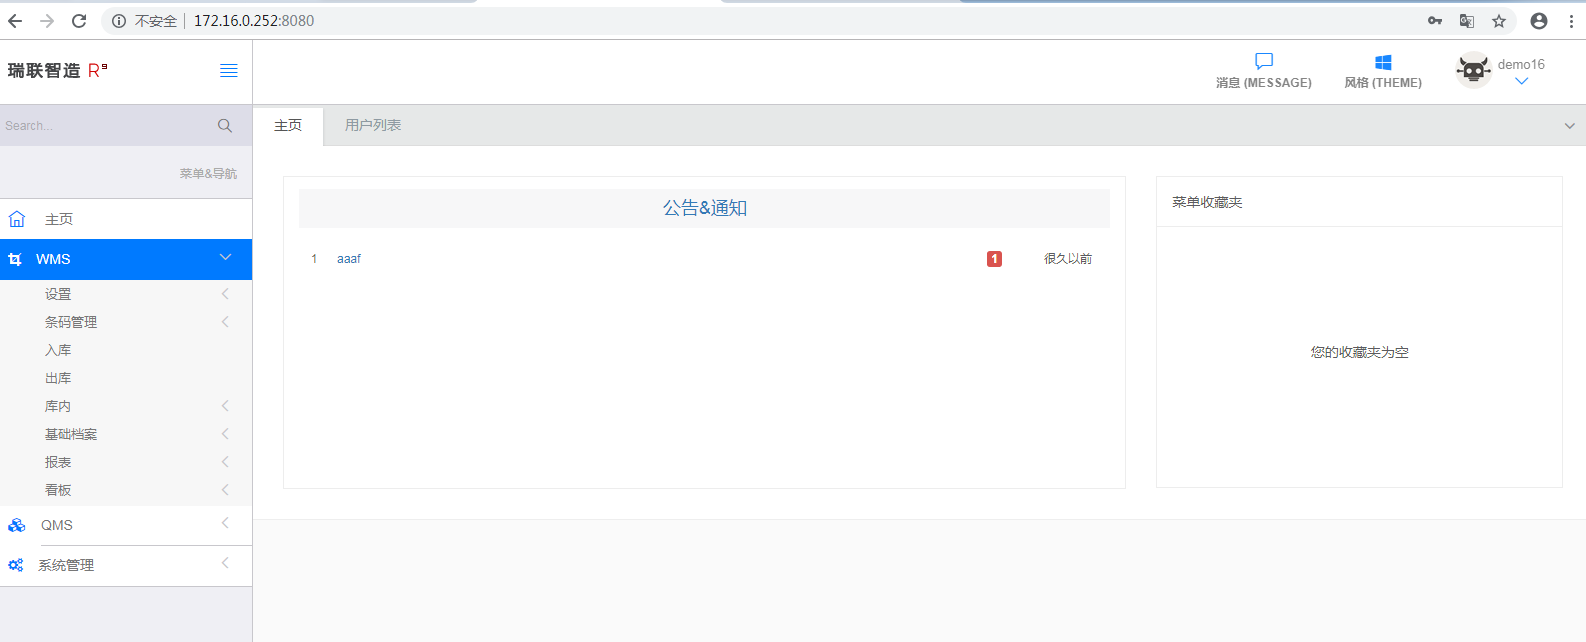 不安全 172.16.0.252:8080
瑞联智造 R⁹
消息 (MESSAGE)
风格 (THEME)
demo16
Search...
主页
用户列表
菜单&导航
主页
WMS
设置
条码管理
入库
出库
库内
基础档案
报表
看板
QMS
系统管理
公告&通知
1 aaaf 1 很久以前
菜单收藏夹
您的收藏夹为空